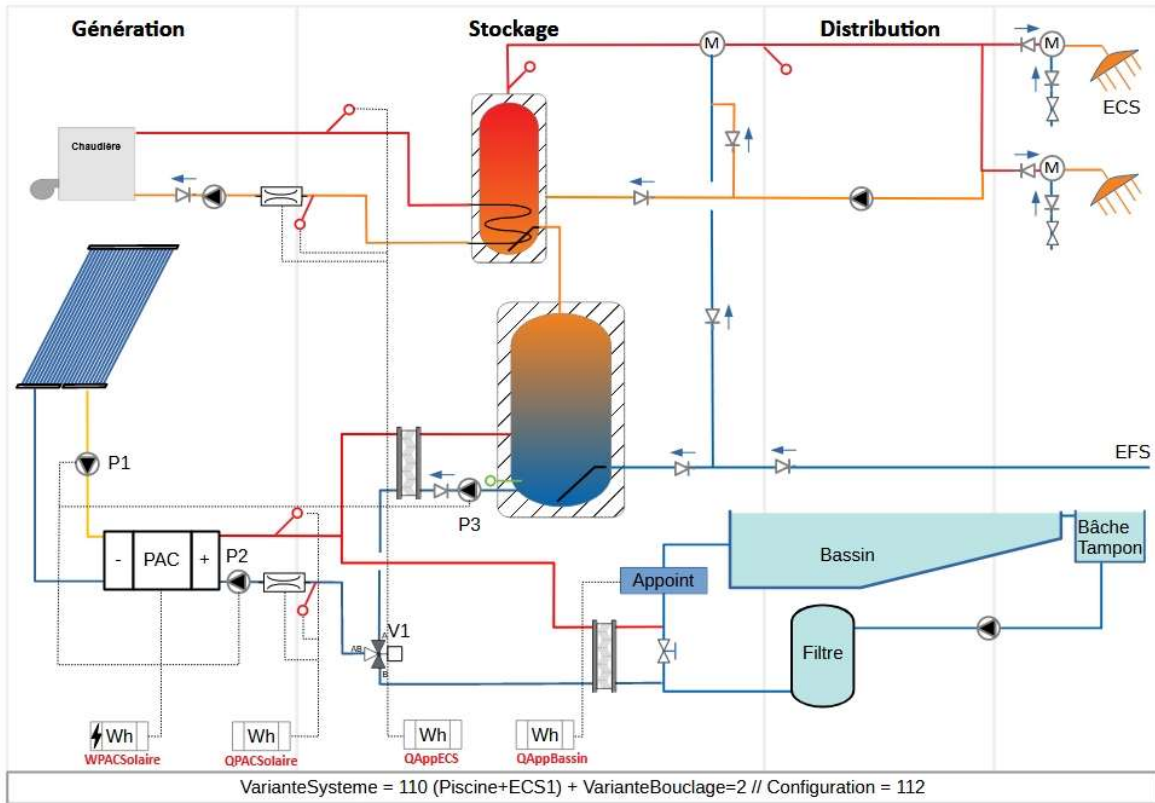 Génération
Stockage
Distribution
M
M
ECS
Chaudière
M
P1
EFS
P3
- PAC +
P2
Appoint
Bassin
Bâche
Tampon
V1
A
AB
B
Filtre
Wh
WPACSolaire
Wh
QPACSolaire
Wh
QAppECS
Wh
QAppBassin
VarianteSysteme = 110 (Piscine+ECS1) + VarianteBouclage=2 // Configuration = 112